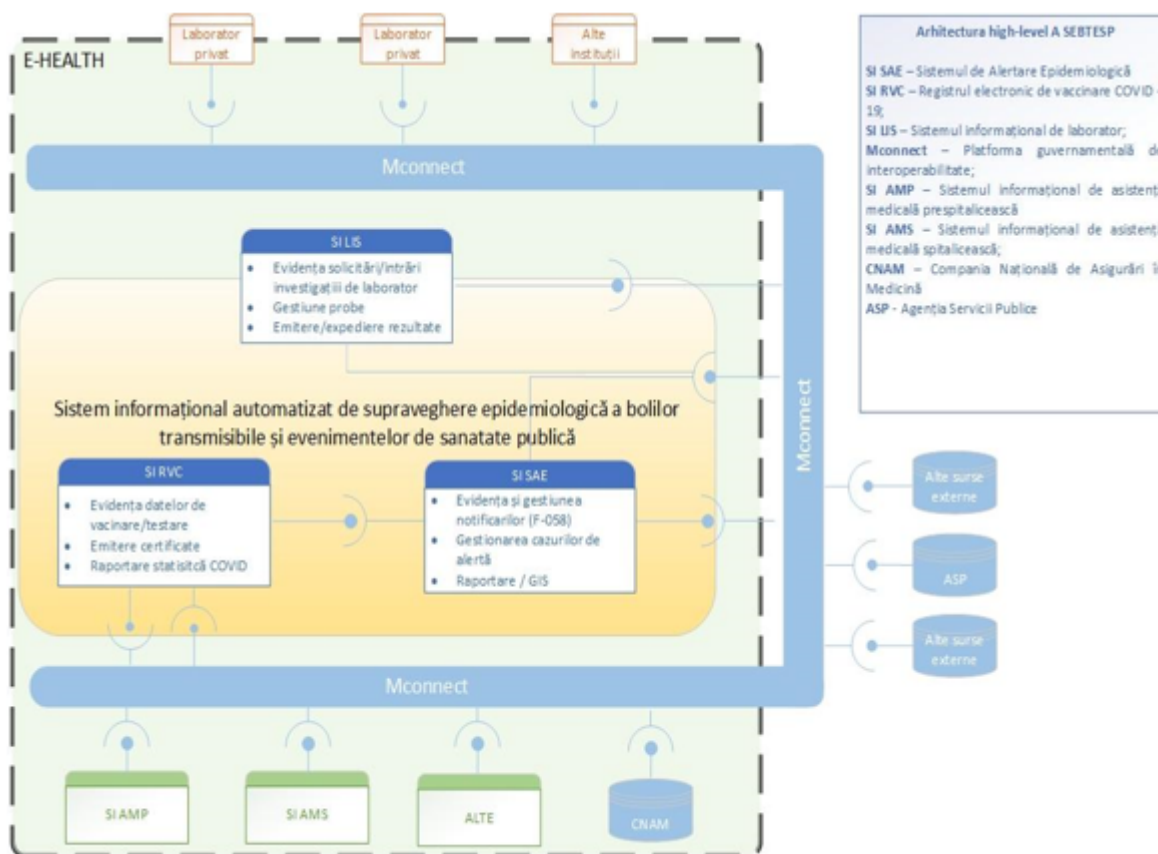 E-HEALTH
Laborator
privat
Laborator
privat
Alte
instituții
Mconnect
SI LIS
Evidența solicitări/intrări
investigațiii de laborator
Gestiune probe
Emitere/expediere rezultate
Sistem informațional automatizat de supraveghere epidemiologică a bolilor
transmisibile și evenimentelor de sanatate publică
SI RVC
Evidența datelor de
vacinare/testare
Emitere certificate
Raportare statisitcă COVID
SI SAE
Evidența și gestiunea
notificarilor (F-058)
Gestionarea cazurilor de
alertă
Raportare / GIS
Mconnect
Mconnect
SI AMP
SI AMS
ALTE
CNAM
Alte surse
externe
ASP
Alte surse
externe
Arhitectura high-level A SEBTESP
SI SAE – Sistemul de Alertare Epidemiologică
SI RVC – Registrul electronic de vaccinare COVID -
19;
SI LIS – Sistemul informațional de laborator;
Mconnect – Platforma guvernamentală de
interoperabilitate;
SI AMP – Sistemul informațional de asistenț
medicală prespitalicească
SI AMS – Sistemul informațional de asistenț
medicală spitalicească;
CNAM – Compania Națională de Asigurări în
Medicină
ASP - Agenția Servicii Publice